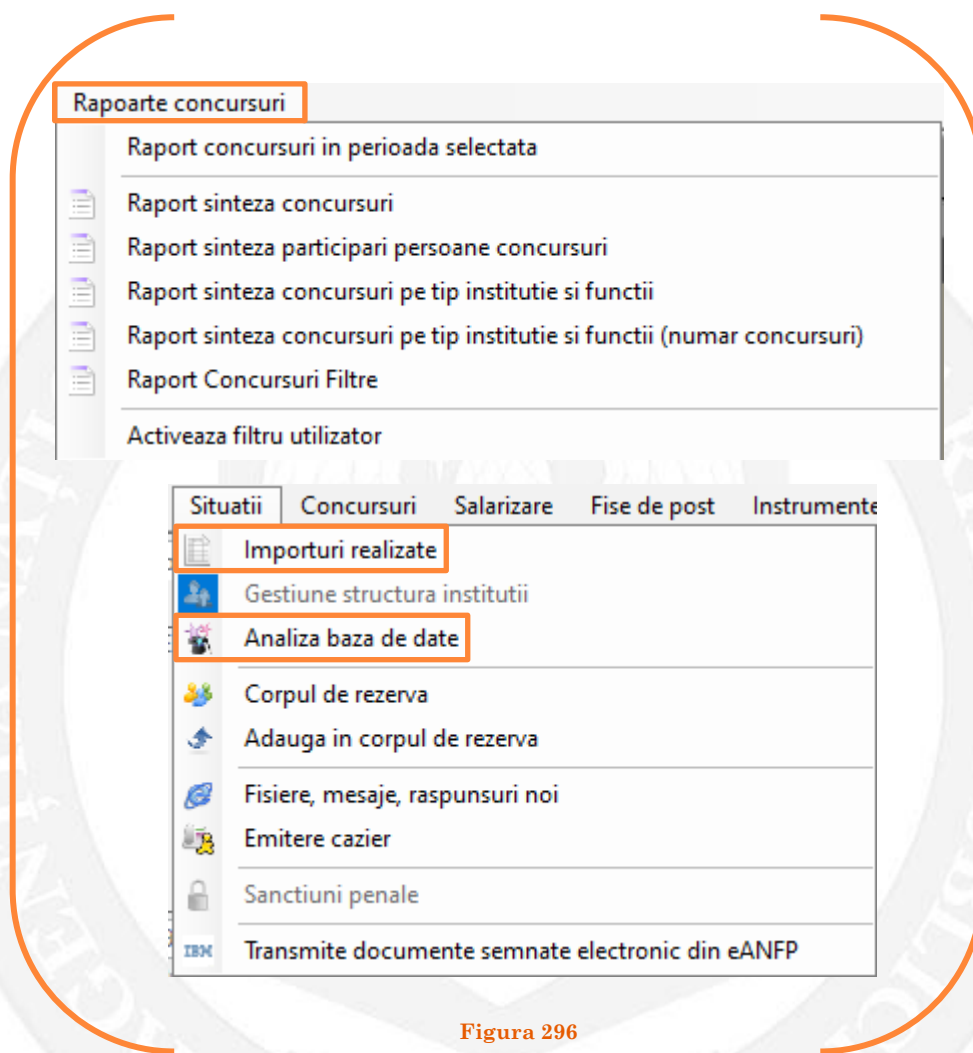 Rapoarte concursuri
Raport concursuri in perioada selectata
Raport sinteza concursuri
Raport sinteza participari persoane concursuri
Raport sinteza concursuri pe tip institutie si functii
Raport sinteza concursuri pe tip institutie si functii (numar concursuri)
Raport Concursuri Filtre
Activeaza filtru utilizator
Situatii Concursuri Salarizare Fise de post Instrumente
Importuri realizate
Gestiune structura institutii
Analiza baza de date
Corpul de rezerva
Adauga in corpul de rezerva
Fisiere, mesaje, raspunsuri noi
Emitere cazier
Sanctiuni penale
IBM Transmite documente semnate electronic din eANFP
Figura 296